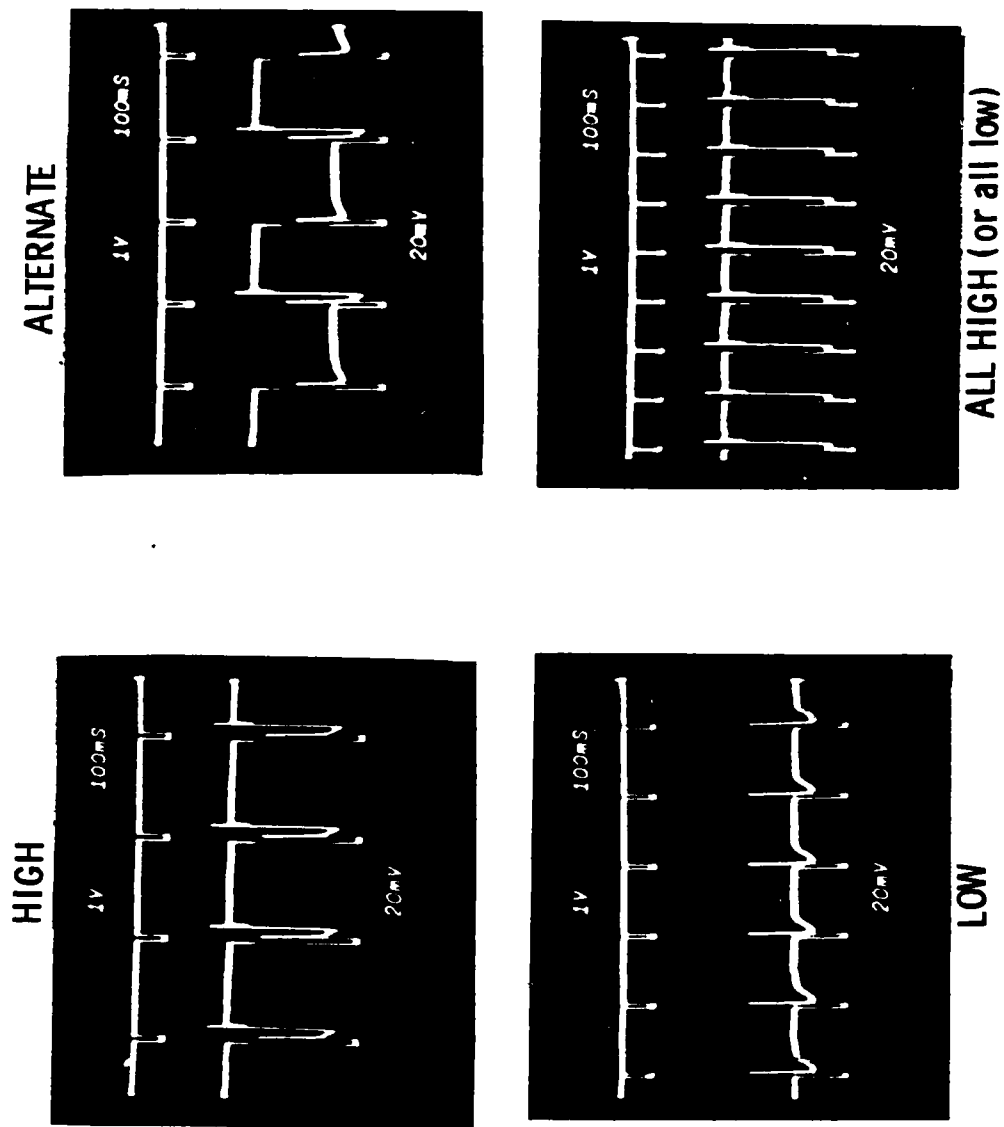 HIGH
1V 100mS
20mV
ALTERNATE
1V 100mS
20mV
LOW
1V 100mS
20mV
ALL HIGH (or all low)
1V 100mS
20mV